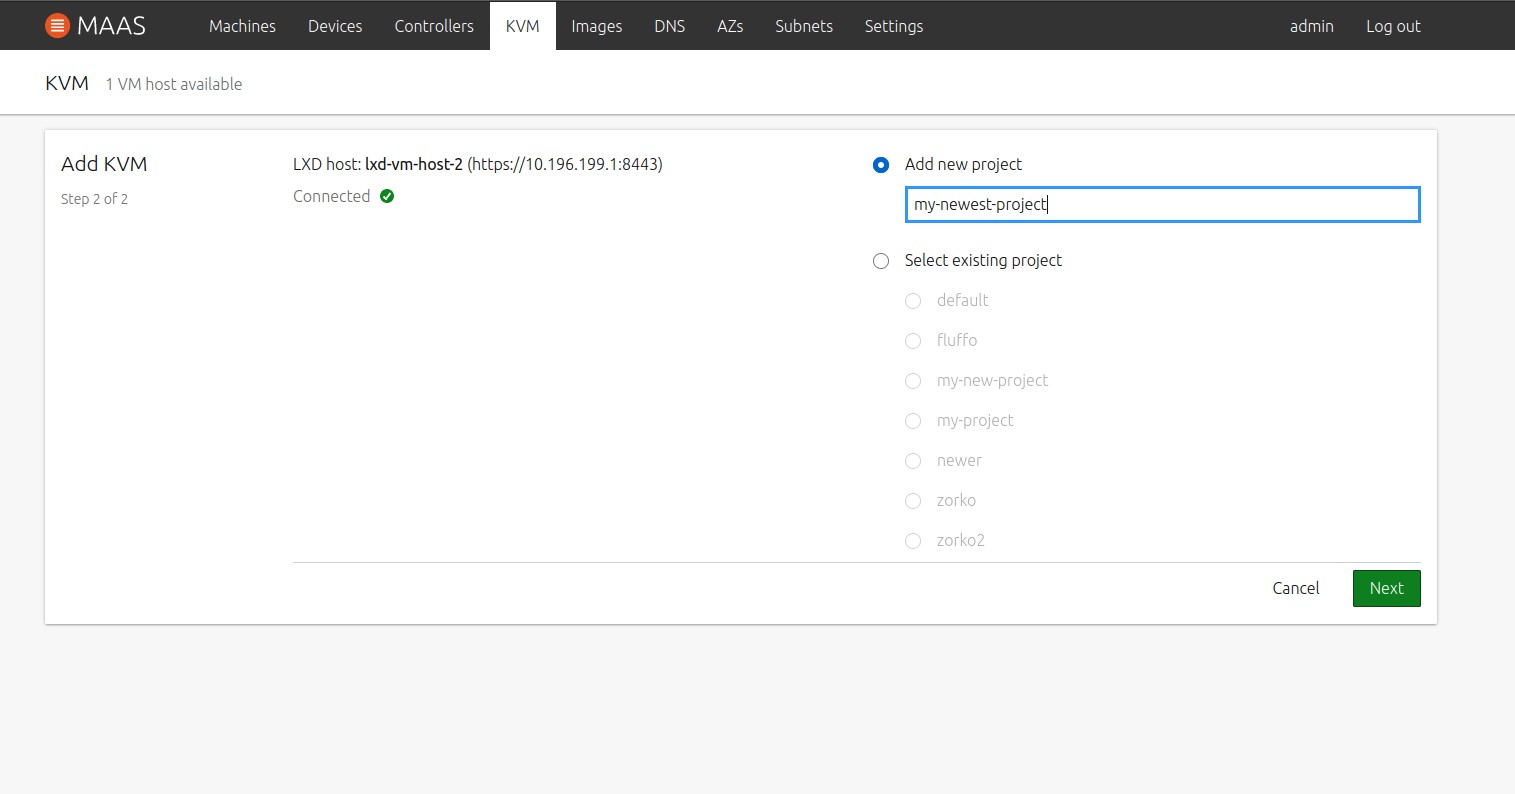 MAAS Machines Devices Controllers KVM Images DNS AZs Subnets Settings admin Log out
KVM 1 VM host available
Add KVM
Step 2 of 2
LXD host: lxd-vm-host-2 (https://10.196.199.1:8443)
Connected
Add new project
my-newest-project
Select existing project
default
fluffo
my-new-project
my-project
newer
zorko
zorko2
Cancel Next